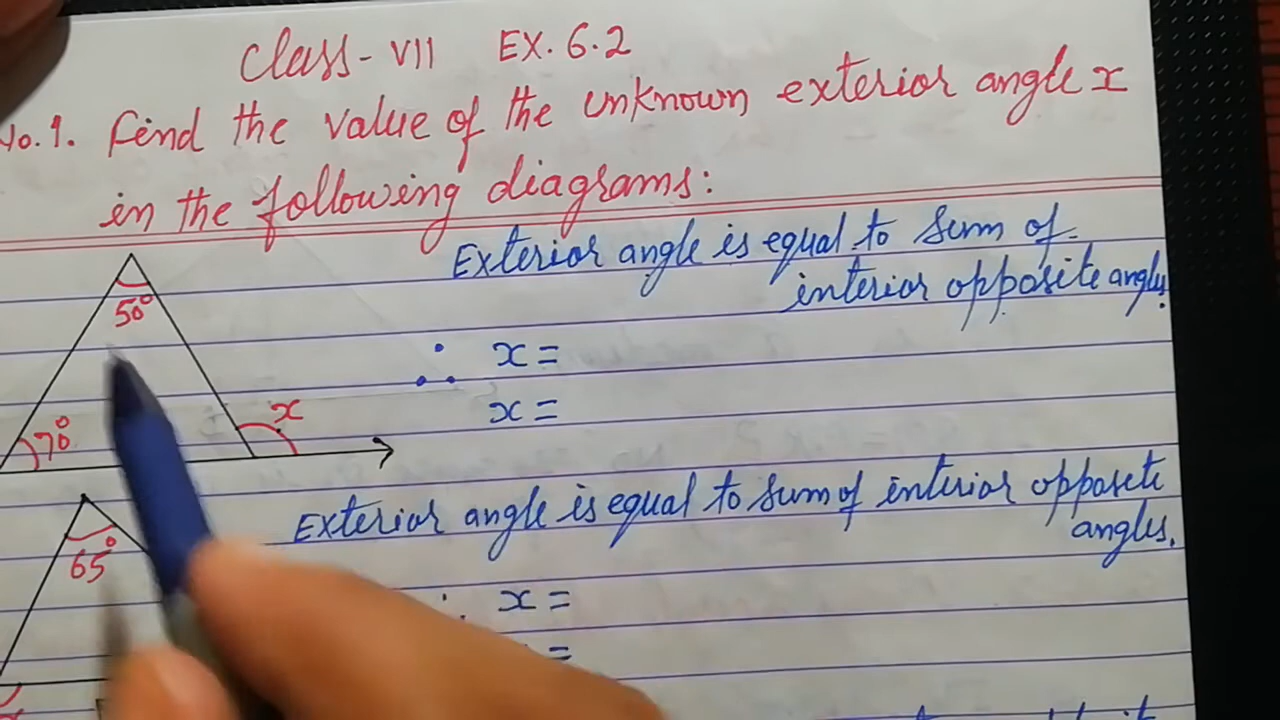 Class - VII EX. 6.2
No.1. Find the value of the unknown exterior angle x
in the following diagrams:
Exterior angle is equal to sum of
interior opposite angles.
50°
∴ x =
x
x =
70°
Exterior angle is equal to sum of interior opposite
angles.
65°
∴ x =
=